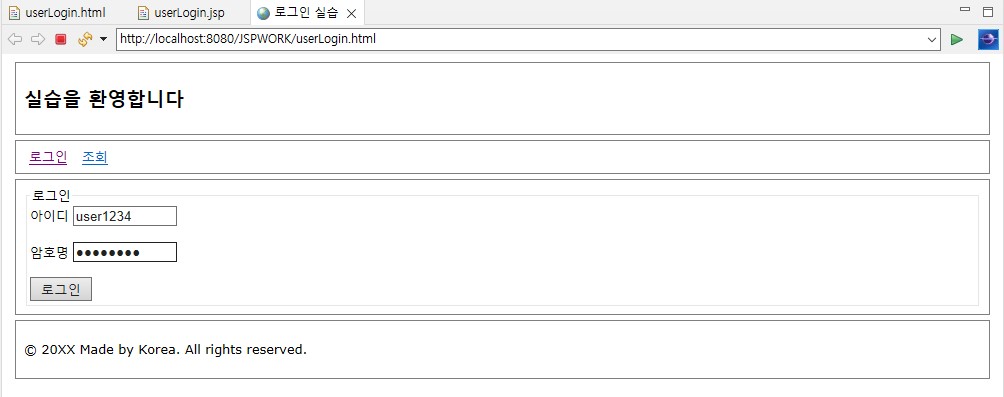 userLogin.html userLogin.jsp 로그인 실습
http://localhost:8080/JSPWORK/userLogin.html
실습을 환영합니다
로그인 조회
로그인
아이디 user1234
암호명 ●●●●●●●●
로그인
© 20XX Made by Korea. All rights reserved.